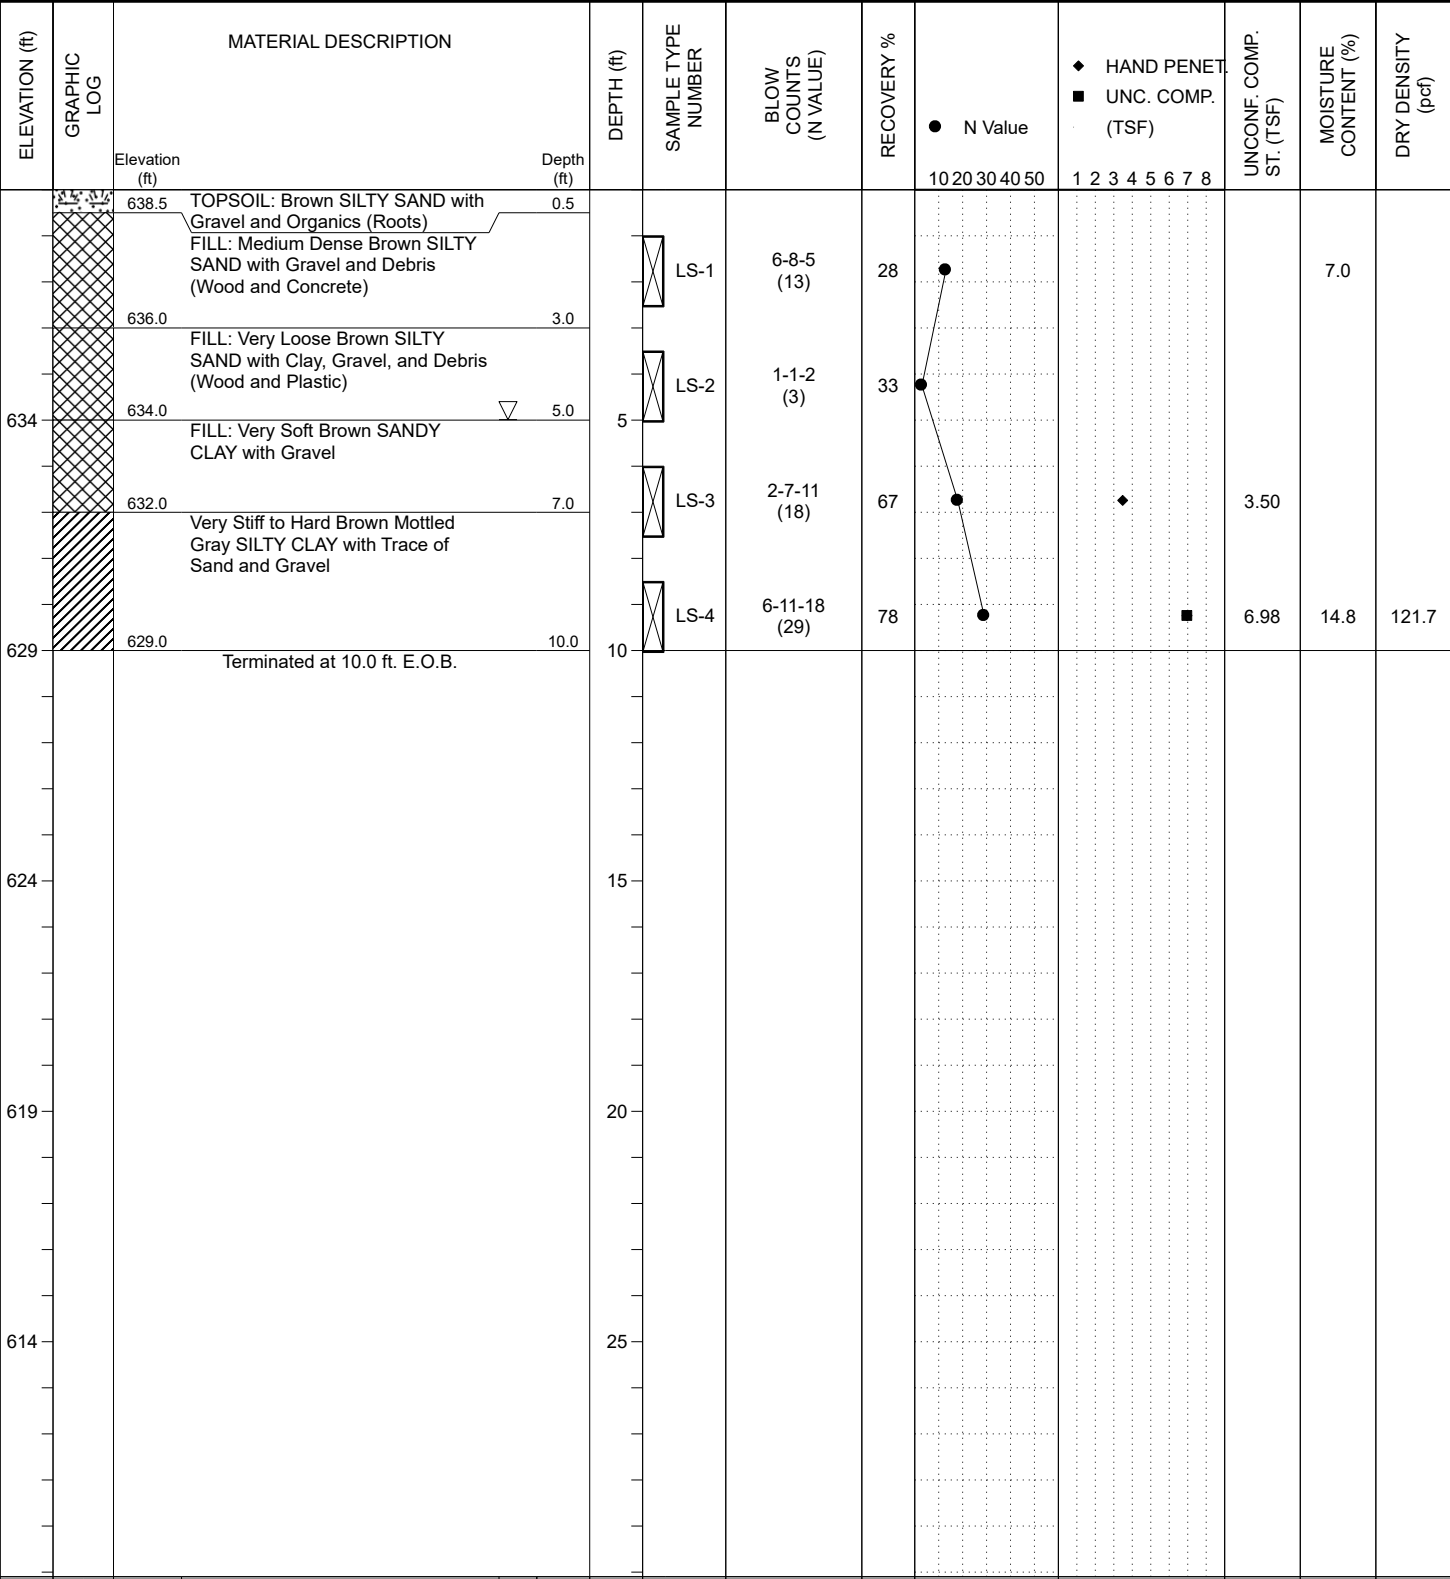 ELEVATION (ft)
GRAPHIC
LOG
MATERIAL DESCRIPTION
Elevation
(ft)
Depth
(ft)
DEPTH (ft)
SAMPLE TYPE
NUMBER
BLOW
COUNTS
(N VALUE)
RECOVERY %
N Value
10 20 30 40 50
HAND PENET.
UNC. COMP.
(TSF)
1 2 3 4 5 6 7 8
UNCONF. COMP.
ST. (TSF)
MOISTURE
CONTENT (%)
DRY DENSITY
(pcf)
638.5 TOPSOIL: Brown SILTY SAND with 0.5
Gravel and Organics (Roots)
FILL: Medium Dense Brown SILTY
SAND with Gravel and Debris
(Wood and Concrete)
LS-1 6-8-5 28 7.0
(13)
636.0 3.0
FILL: Very Loose Brown SILTY
SAND with Clay, Gravel, and Debris
(Wood and Plastic)
LS-2 1-1-2 33
(3)
634.0 5.0
634 5
FILL: Very Soft Brown SANDY
CLAY with Gravel
LS-3 2-7-11 67 3.50
(18)
632.0 7.0
Very Stiff to Hard Brown Mottled
Gray SILTY CLAY with Trace of
Sand and Gravel
LS-4 6-11-18 78 6.98 14.8 121.7
(29)
629.0 10.0
629 10
Terminated at 10.0 ft. E.O.B.
624 15
619 20
614 25